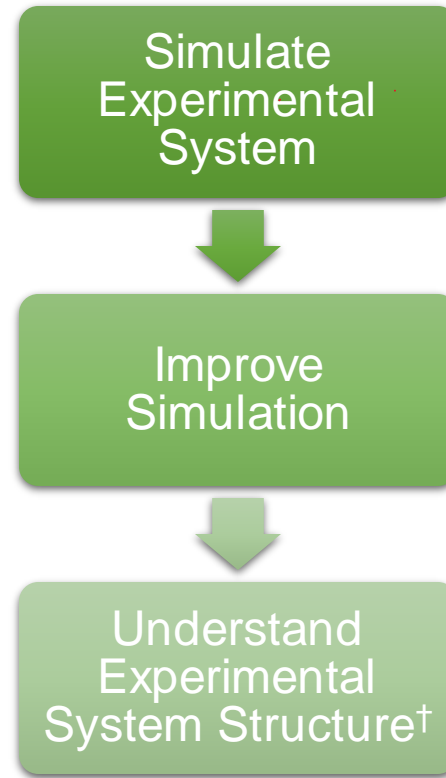 Simulate
Experimental
System
Improve
Simulation
Understand
Experimental
System Structure†